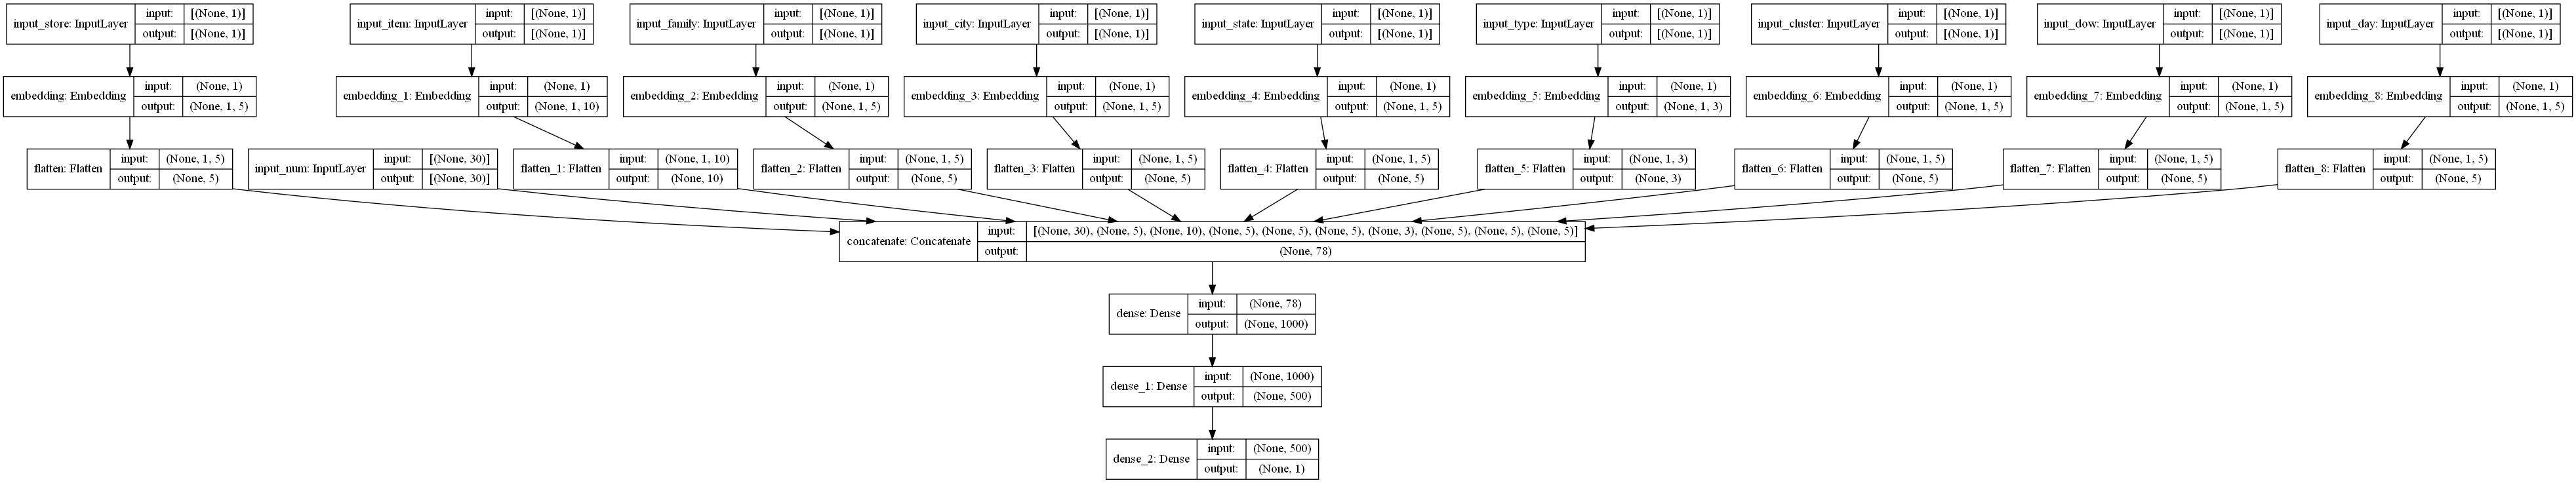 input_store: InputLayer input: [(None, 1)] output: [(None, 1)]
input_item: InputLayer input: [(None, 1)] output: [(None, 1)]
input_family: InputLayer input: [(None, 1)] output: [(None, 1)]
input_city: InputLayer input: [(None, 1)] output: [(None, 1)]
input_state: InputLayer input: [(None, 1)] output: [(None, 1)]
input_type: InputLayer input: [(None, 1)] output: [(None, 1)]
input_cluster: InputLayer input: [(None, 1)] output: [(None, 1)]
input_dow: InputLayer input: [(None, 1)] output: [(None, 1)]
input_day: InputLayer input: [(None, 1)] output: [(None, 1)]
embedding: Embedding input: (None, 1) output: (None, 1, 5)
embedding_1: Embedding input: (None, 1) output: (None, 1, 10)
embedding_2: Embedding input: (None, 1) output: (None, 1, 5)
embedding_3: Embedding input: (None, 1) output: (None, 1, 5)
embedding_4: Embedding input: (None, 1) output: (None, 1, 5)
embedding_5: Embedding input: (None, 1) output: (None, 1, 3)
embedding_6: Embedding input: (None, 1) output: (None, 1, 5)
embedding_7: Embedding input: (None, 1) output: (None, 1, 5)
embedding_8: Embedding input: (None, 1) output: (None, 1, 5)
flatten: Flatten input: (None, 1, 5) output: (None, 5)
input_num: InputLayer input: [(None, 30)] output: [(None, 30)]
flatten_1: Flatten input: (None, 1, 10) output: (None, 10)
flatten_2: Flatten input: (None, 1, 5) output: (None, 5)
flatten_3: Flatten input: (None, 1, 5) output: (None, 5)
flatten_4: Flatten input: (None, 1, 5) output: (None, 5)
flatten_5: Flatten input: (None, 1, 3) output: (None, 3)
flatten_6: Flatten input: (None, 1, 5) output: (None, 5)
flatten_7: Flatten input: (None, 1, 5) output: (None, 5)
flatten_8: Flatten input: (None, 1, 5) output: (None, 5)
concatenate: Concatenate input: [(None, 30), (None, 5), (None, 10), (None, 5), (None, 5), (None, 5), (None, 3), (None, 5), (None, 5), (None, 5)] output: (None, 78)
dense: Dense input: (None, 78) output: (None, 1000)
dense_1: Dense input: (None, 1000) output: (None, 500)
dense_2: Dense input: (None, 500) output: (None, 1)